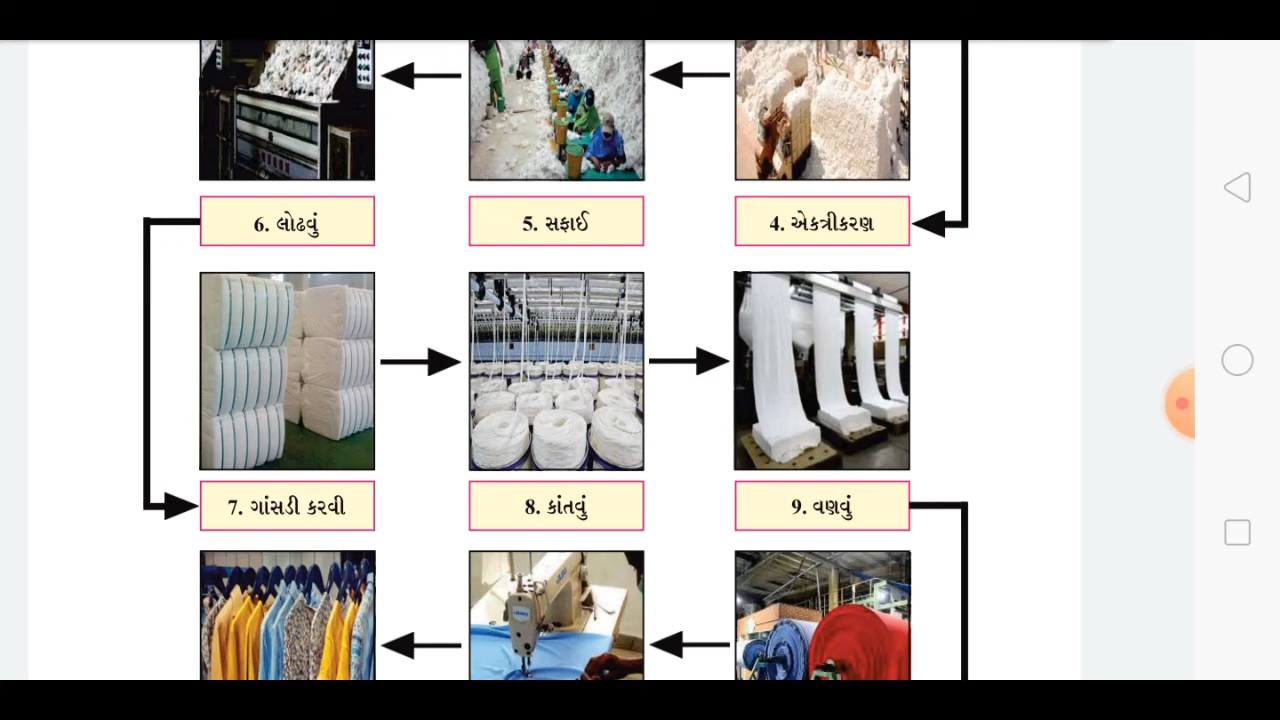 6. લોઢવું
5. સફાઈ
4. એકત્રીકરણ
7. ગાંસડી કરવી
8. કાંતવું
9. વણવું